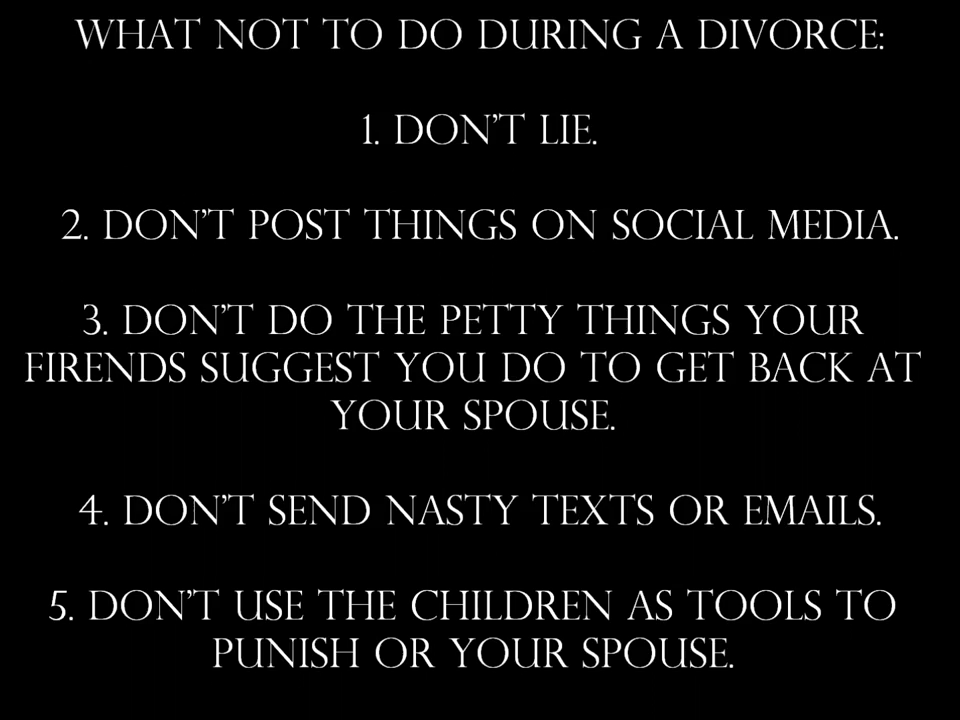 WHAT NOT TO DO DURING A DIVORCE:
1. DON'T LIE.
2. DON'T POST THINGS ON SOCIAL MEDIA.
3. DON'T DO THE PETTY THINGS YOUR
FIRENDS SUGGEST YOU DO TO GET BACK AT
YOUR SPOUSE.
4. DON'T SEND NASTY TEXTS OR EMAILS.
5. DON'T USE THE CHILDREN AS TOOLS TO
PUNISH OR YOUR SPOUSE.